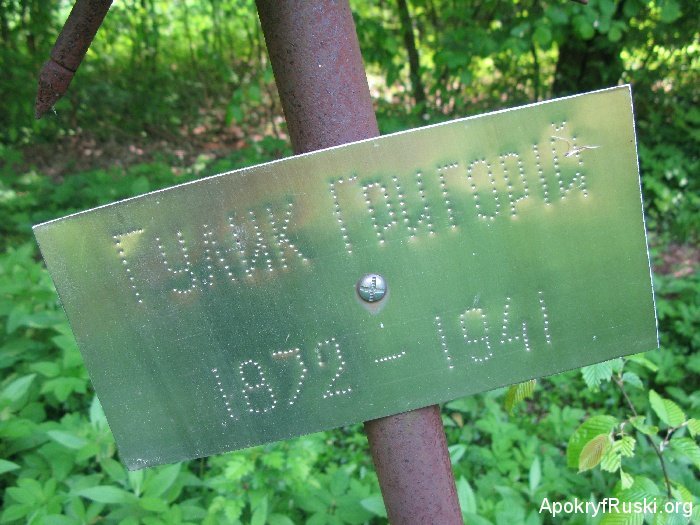 Гулик Григорій
1872 – 1941
ApokryfRuski.org